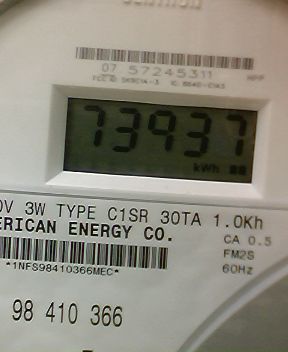 07 57245311
73937
kWh
0V 3W TYPE C1SR 30TA 1.0Kh
ERICAN ENERGY CO.
CA 0.5
FM2S
60Hz
*1NFS98410366MEC*
98 410 366